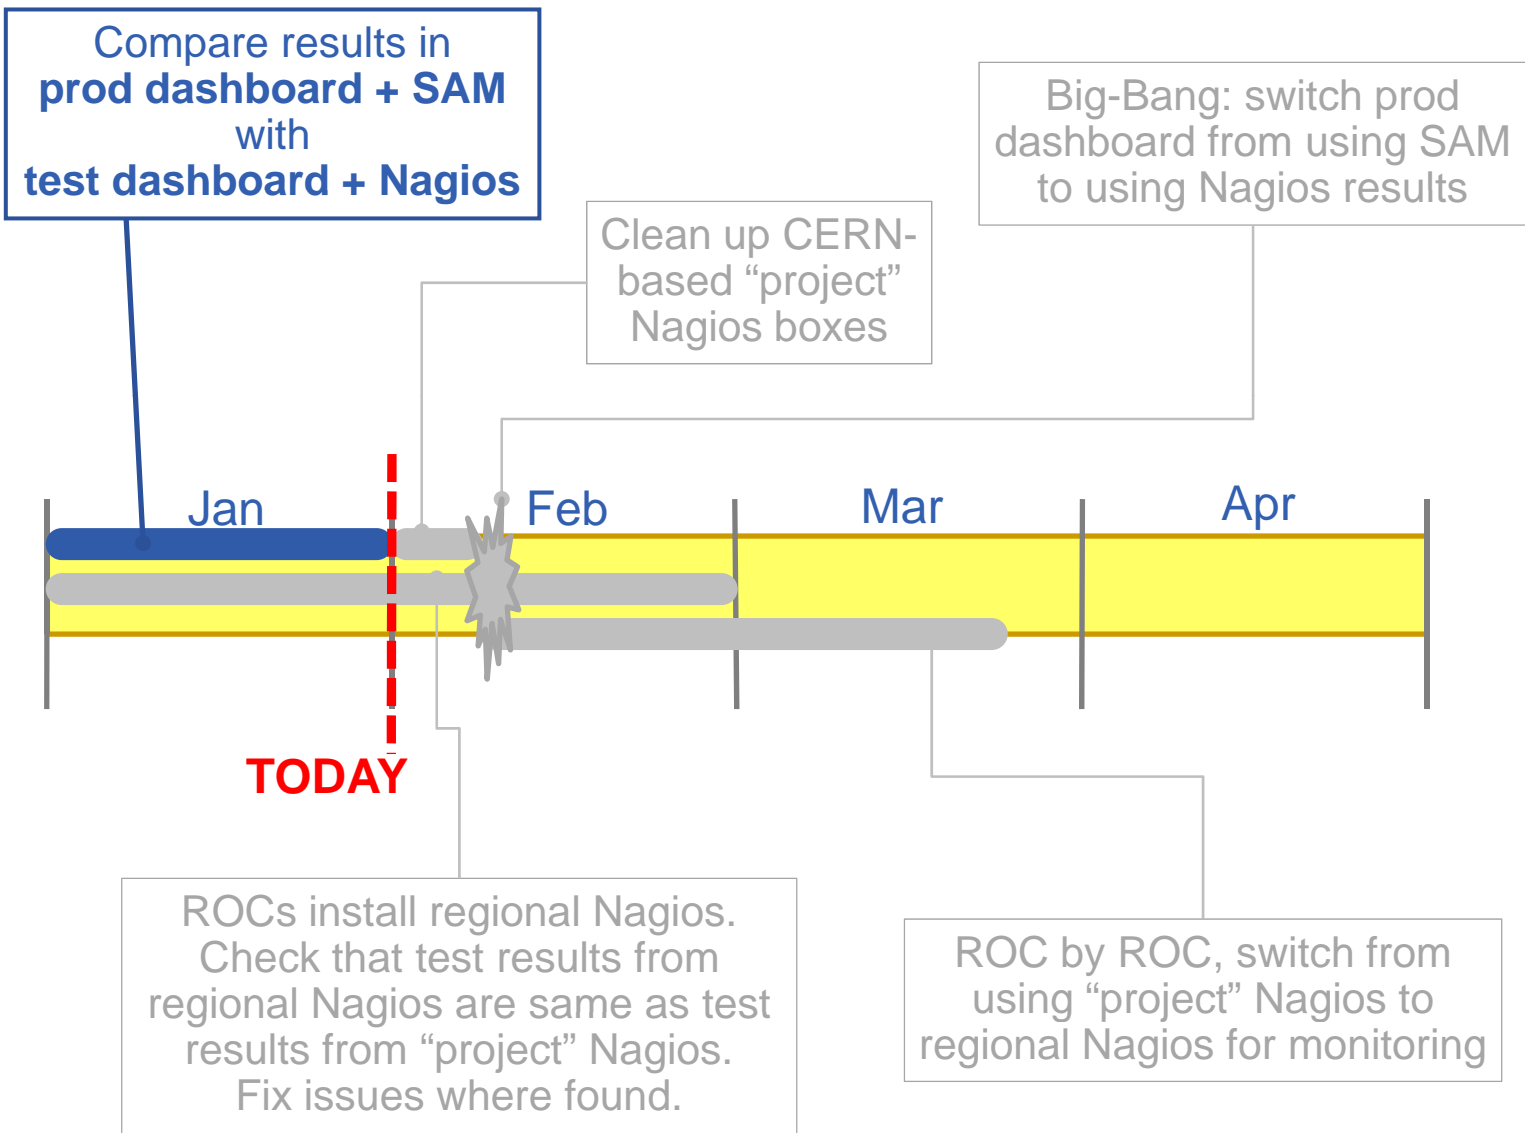 Compare results in
prod dashboard + SAM
with
test dashboard + Nagios
Big-Bang: switch prod
dashboard from using SAM
to using Nagios results
Clean up CERN-
based “project”
Nagios boxes
Jan
Feb
Mar
Apr
TODAY
ROCs install regional Nagios.
Check that test results from
regional Nagios are same as test
results from “project” Nagios.
Fix issues where found.
ROC by ROC, switch from
using “project” Nagios to
regional Nagios for monitoring